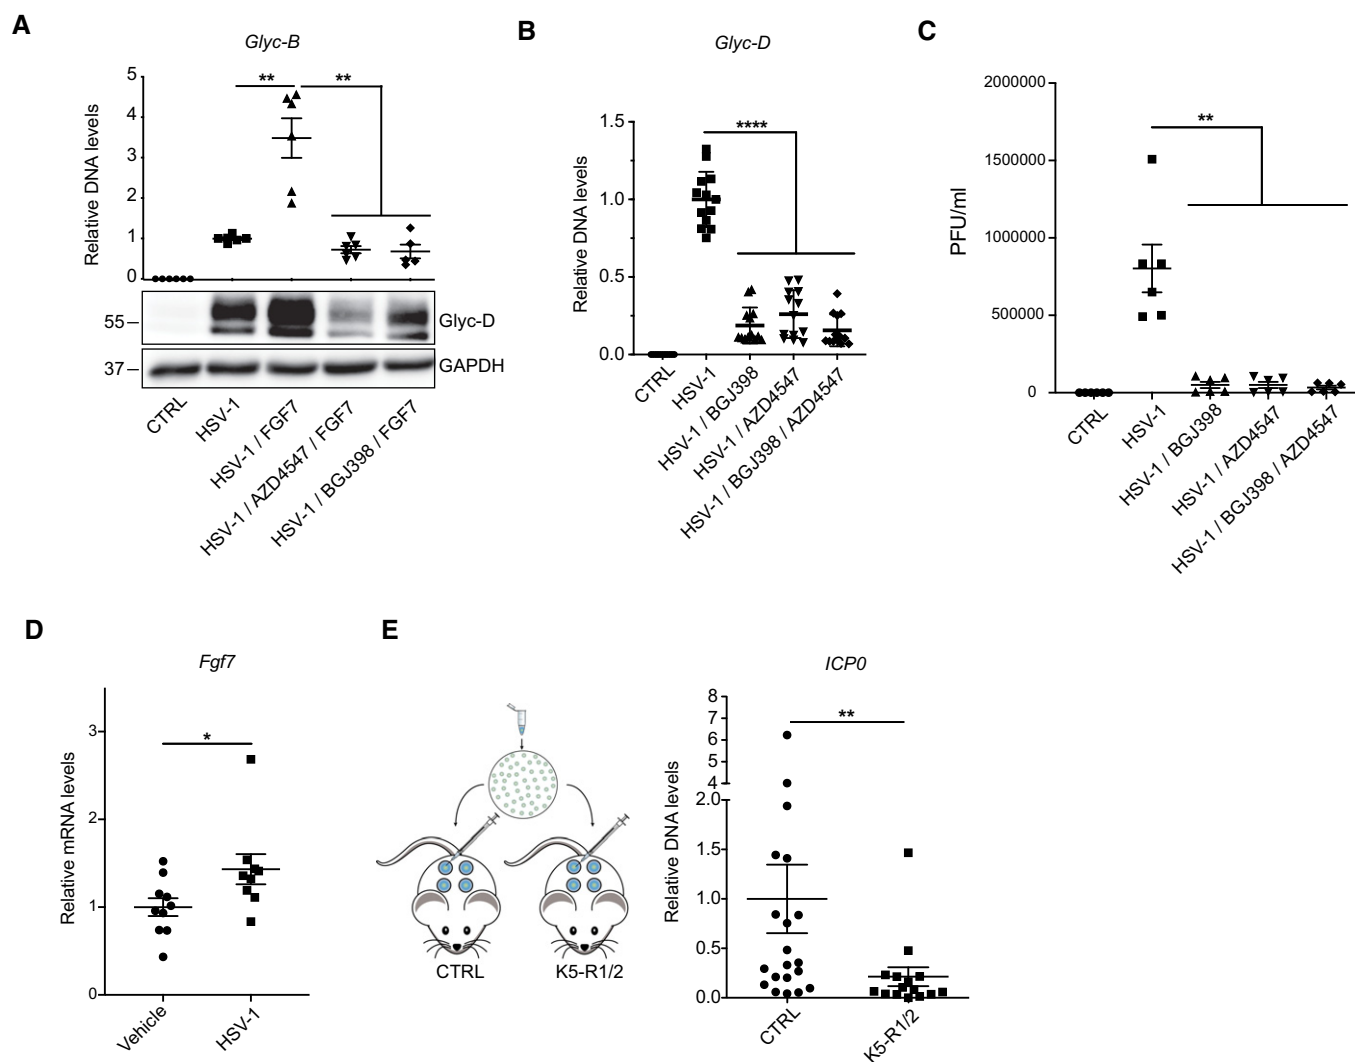 A
Glyc-B
Relative DNA levels
5
4
3
2
1
0
**
**
55
Glyc-D
37
GAPDH
CTRL
HSV-1
HSV-1 / FGF7
HSV-1 / AZD4547 / FGF7
HSV-1 / BGJ398 / FGF7
B
Glyc-D
Relative DNA levels
1.5
1.0
0.5
0.0
****
CTRL
HSV-1
HSV-1 / BGJ398
HSV-1 / AZD4547
HSV-1 / BGJ398 / AZD4547
C
PFU/ml
2000000
1500000
1000000
500000
0
**
CTRL
HSV-1
HSV-1 / BGJ398
HSV-1 / AZD4547
HSV-1 / BGJ398 / AZD4547
D
Fgf7
Relative mRNA levels
3
2
1
0
*
Vehicle
HSV-1
E
CTRL
K5-R1/2
ICP0
Relative DNA levels
8
7
6
5
4
2.0
1.5
1.0
0.5
0.0
**
CTRL
K5-R1/2